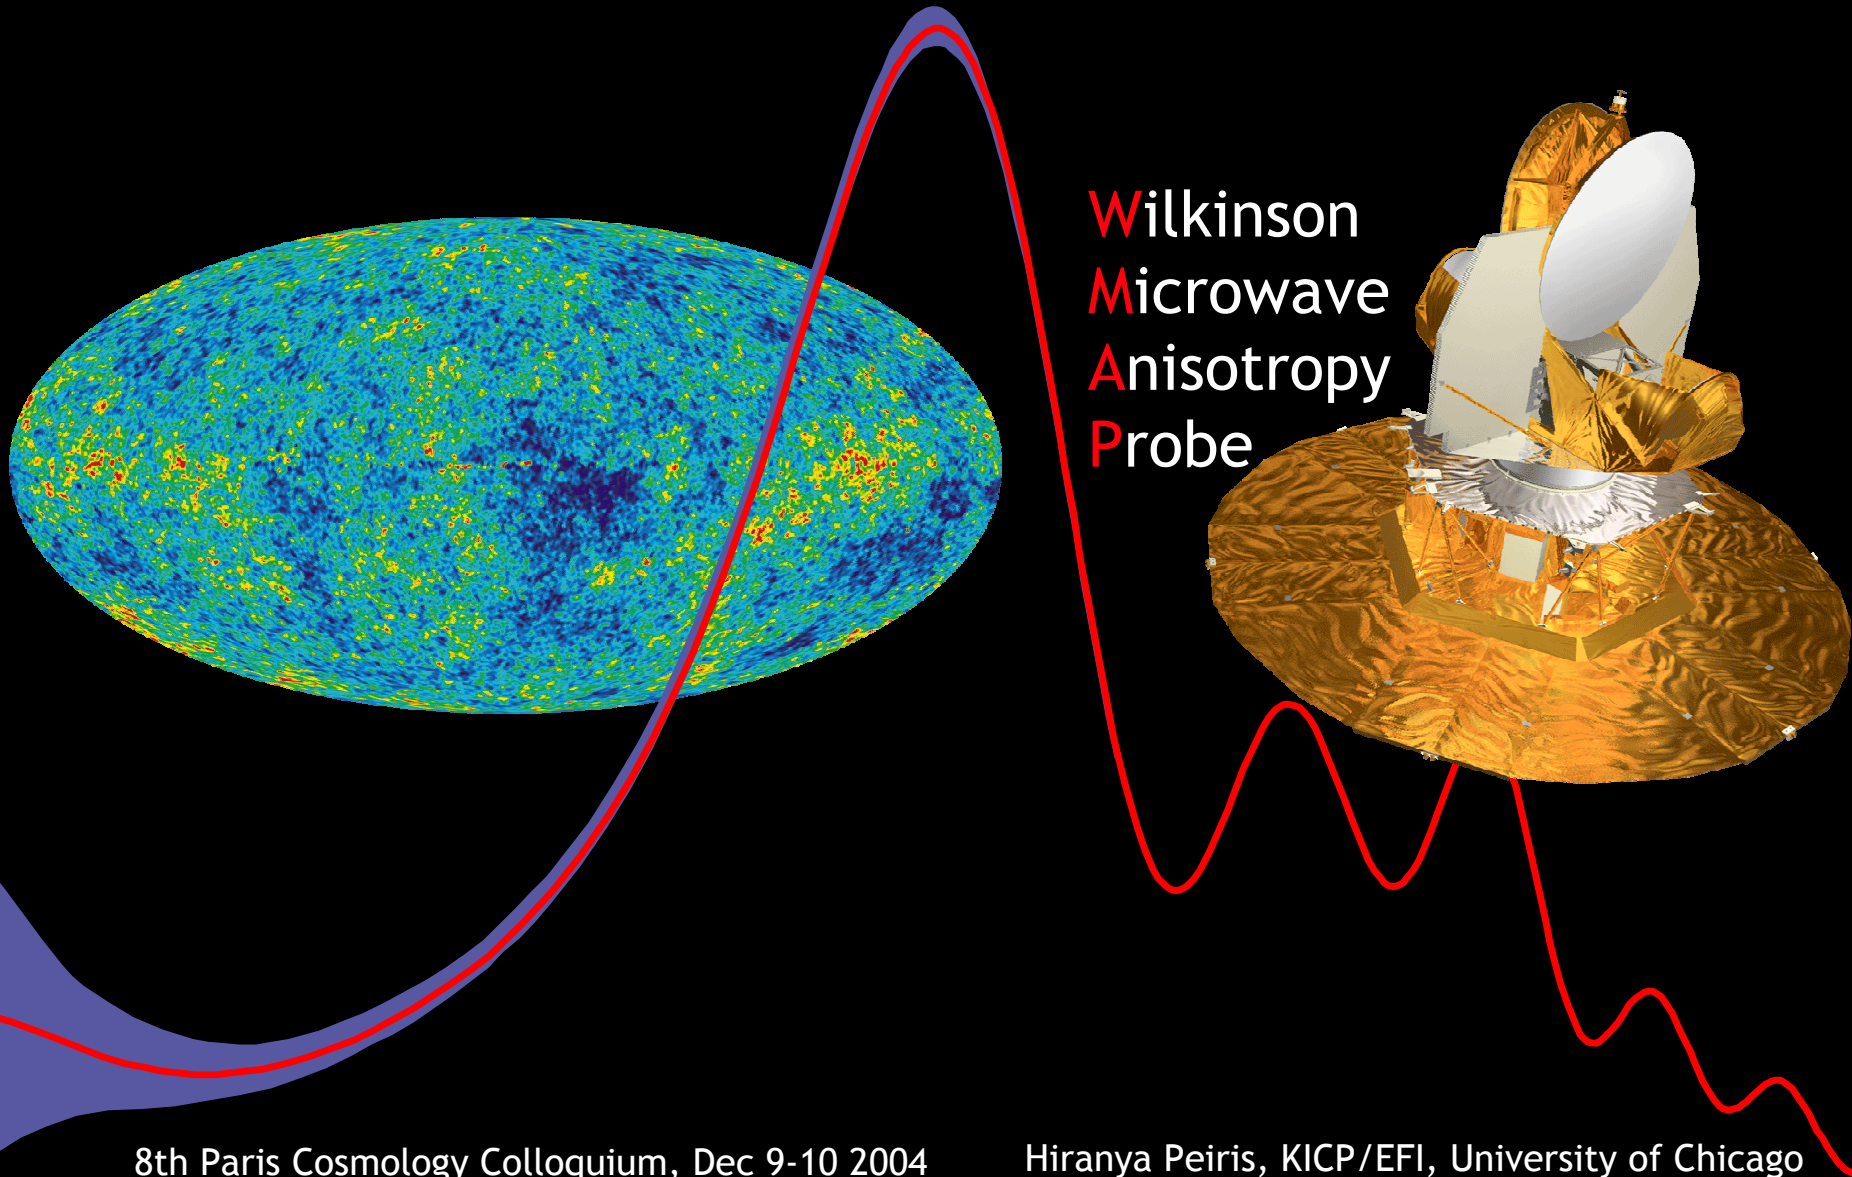 Wilkinson
Microwave
Anisotropy
Probe
8th Paris Cosmology Colloquium, Dec 9-10 2004
Hiranya Peiris, KICP/EFI, University of Chicago